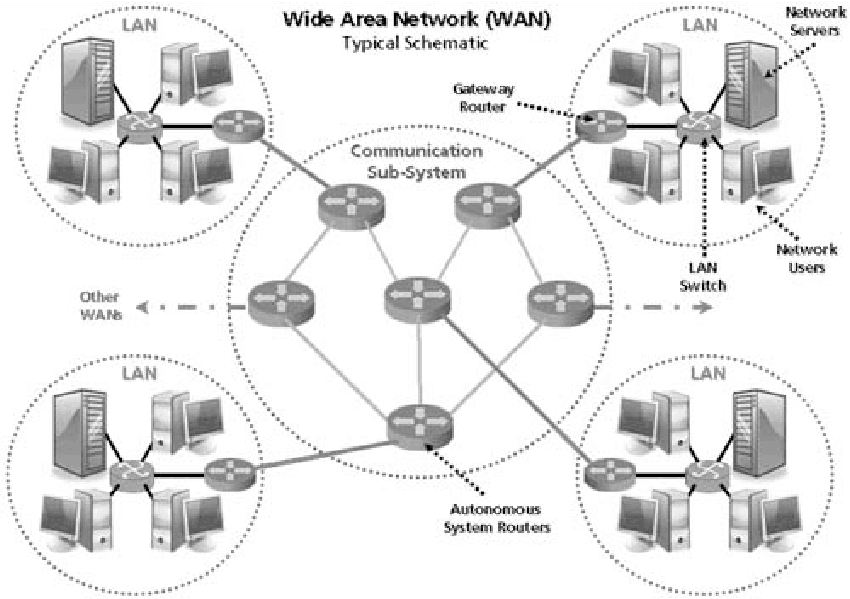 Wide Area Network (WAN)
Typical Schematic
LAN
LAN
Network
Servers
Gateway
Router
Communication
Sub-System
Network
Users
LAN
Switch
Other
WANs
LAN
LAN
Autonomous
System Routers